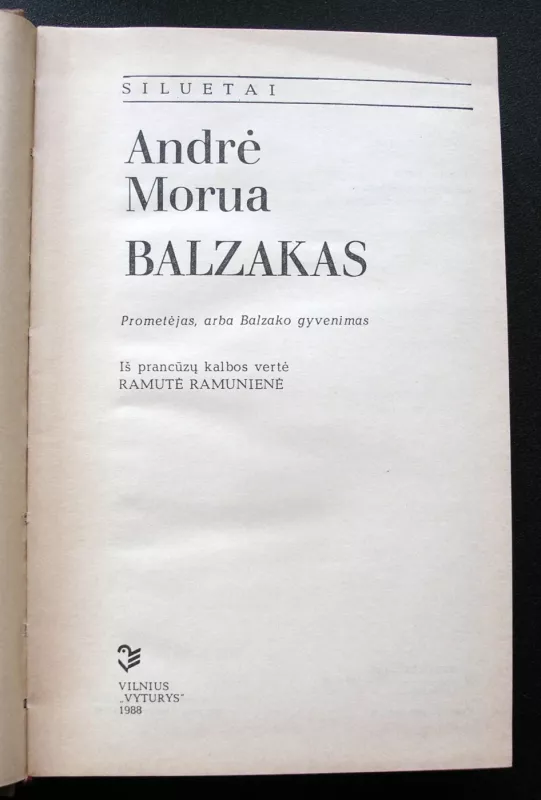 SILUETAI
Andrė
Morua
BALZAKAS
Prometėjas, arba Balzako gyvenimas
Iš prancūzų kalbos vertė
RAMUTĖ RAMUNIENĖ
VILNIUS
„VYTURYS“
1988